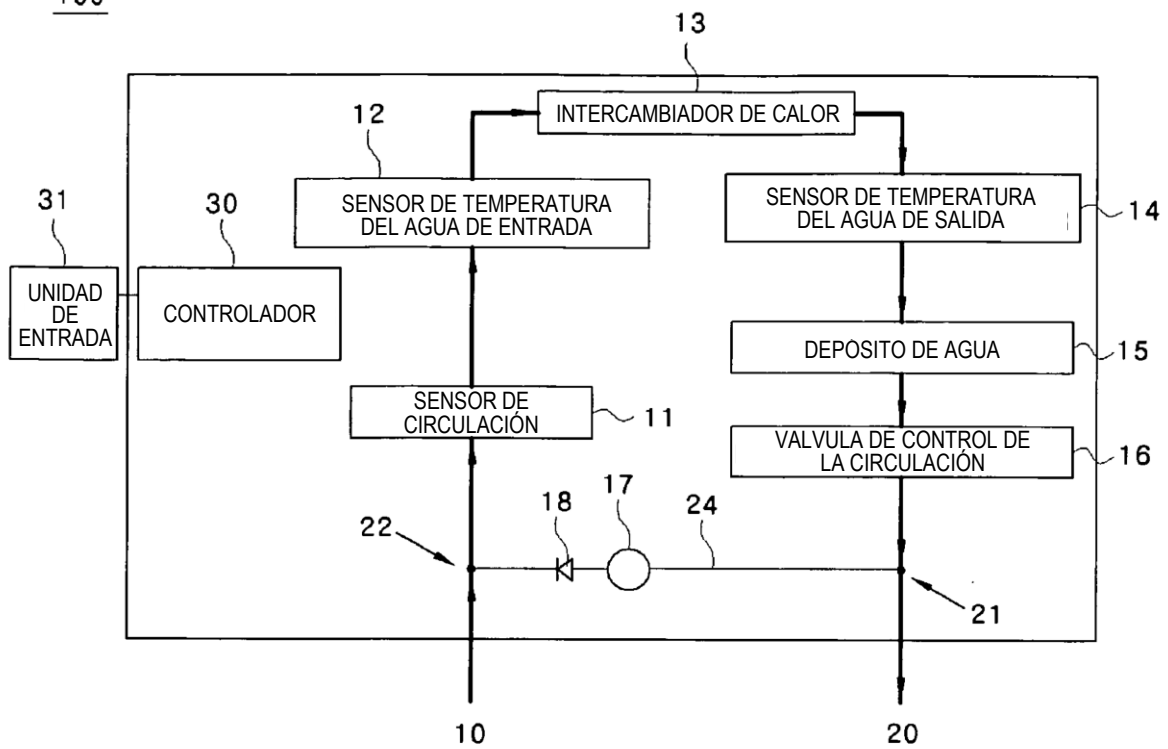 13
INTERCAMBIADOR DE CALOR
12
SENSOR DE TEMPERATURA
DEL AGUA DE ENTRADA
SENSOR DE TEMPERATURA
DEL AGUA DE SALIDA
14
31
30
UNIDAD
DE
ENTRADA
CONTROLADOR
DEPOSITO DE AGUA
15
SENSOR DE
CIRCULACIÓN
11
VALVULA DE CONTROL DE
LA CIRCULACIÓN
16
18
17
24
22
21
10
20